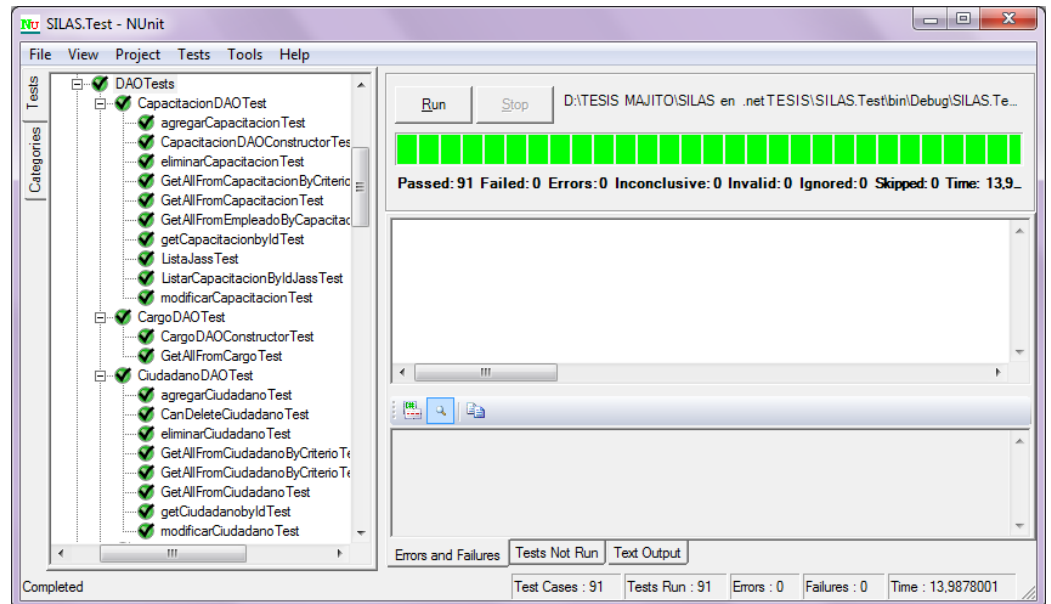 SILAS.Test - NUnit
File View Project Tests Tools Help
Tests
Categories
DAOTests
CapacitacionDAOTest
agregarCapacitacionTest
CapacitacionDAOConstructorTes
eliminarCapacitacionTest
GetAllFromCapacitacionByCriteric
GetAllFromCapacitacionTest
GetAllFromEmpleadoByCapacitac
getCapacitacionbyIdTest
ListaJassTest
ListarCapacitacionByIdJassTest
modificarCapacitacionTest
CargoDAOTest
CargoDAOConstructorTest
GetAllFromCargoTest
CiudadanoDAOTest
agregarCiudadanoTest
CanDeleteCiudadanoTest
eliminarCiudadanoTest
GetAllFromCiudadanoByCriterioTe
GetAllFromCiudadanoByCriterioTe
GetAllFromCiudadanoTest
getCiudadanobyIdTest
modificarCiudadanoTest
Run Stop D:\TESIS MAJITO\SILAS en .netTESIS\SILAS.Test\bin\Debug\SILAS.Te...
Passed: 91 Failed: 0 Errors: 0 Inconclusive: 0 Invalid: 0 Ignored: 0 Skipped: 0 Time: 13,9...
Errors and Failures Tests Not Run Text Output
Completed Test Cases : 91 Tests Run : 91 Errors : 0 Failures : 0 Time : 13,9878001